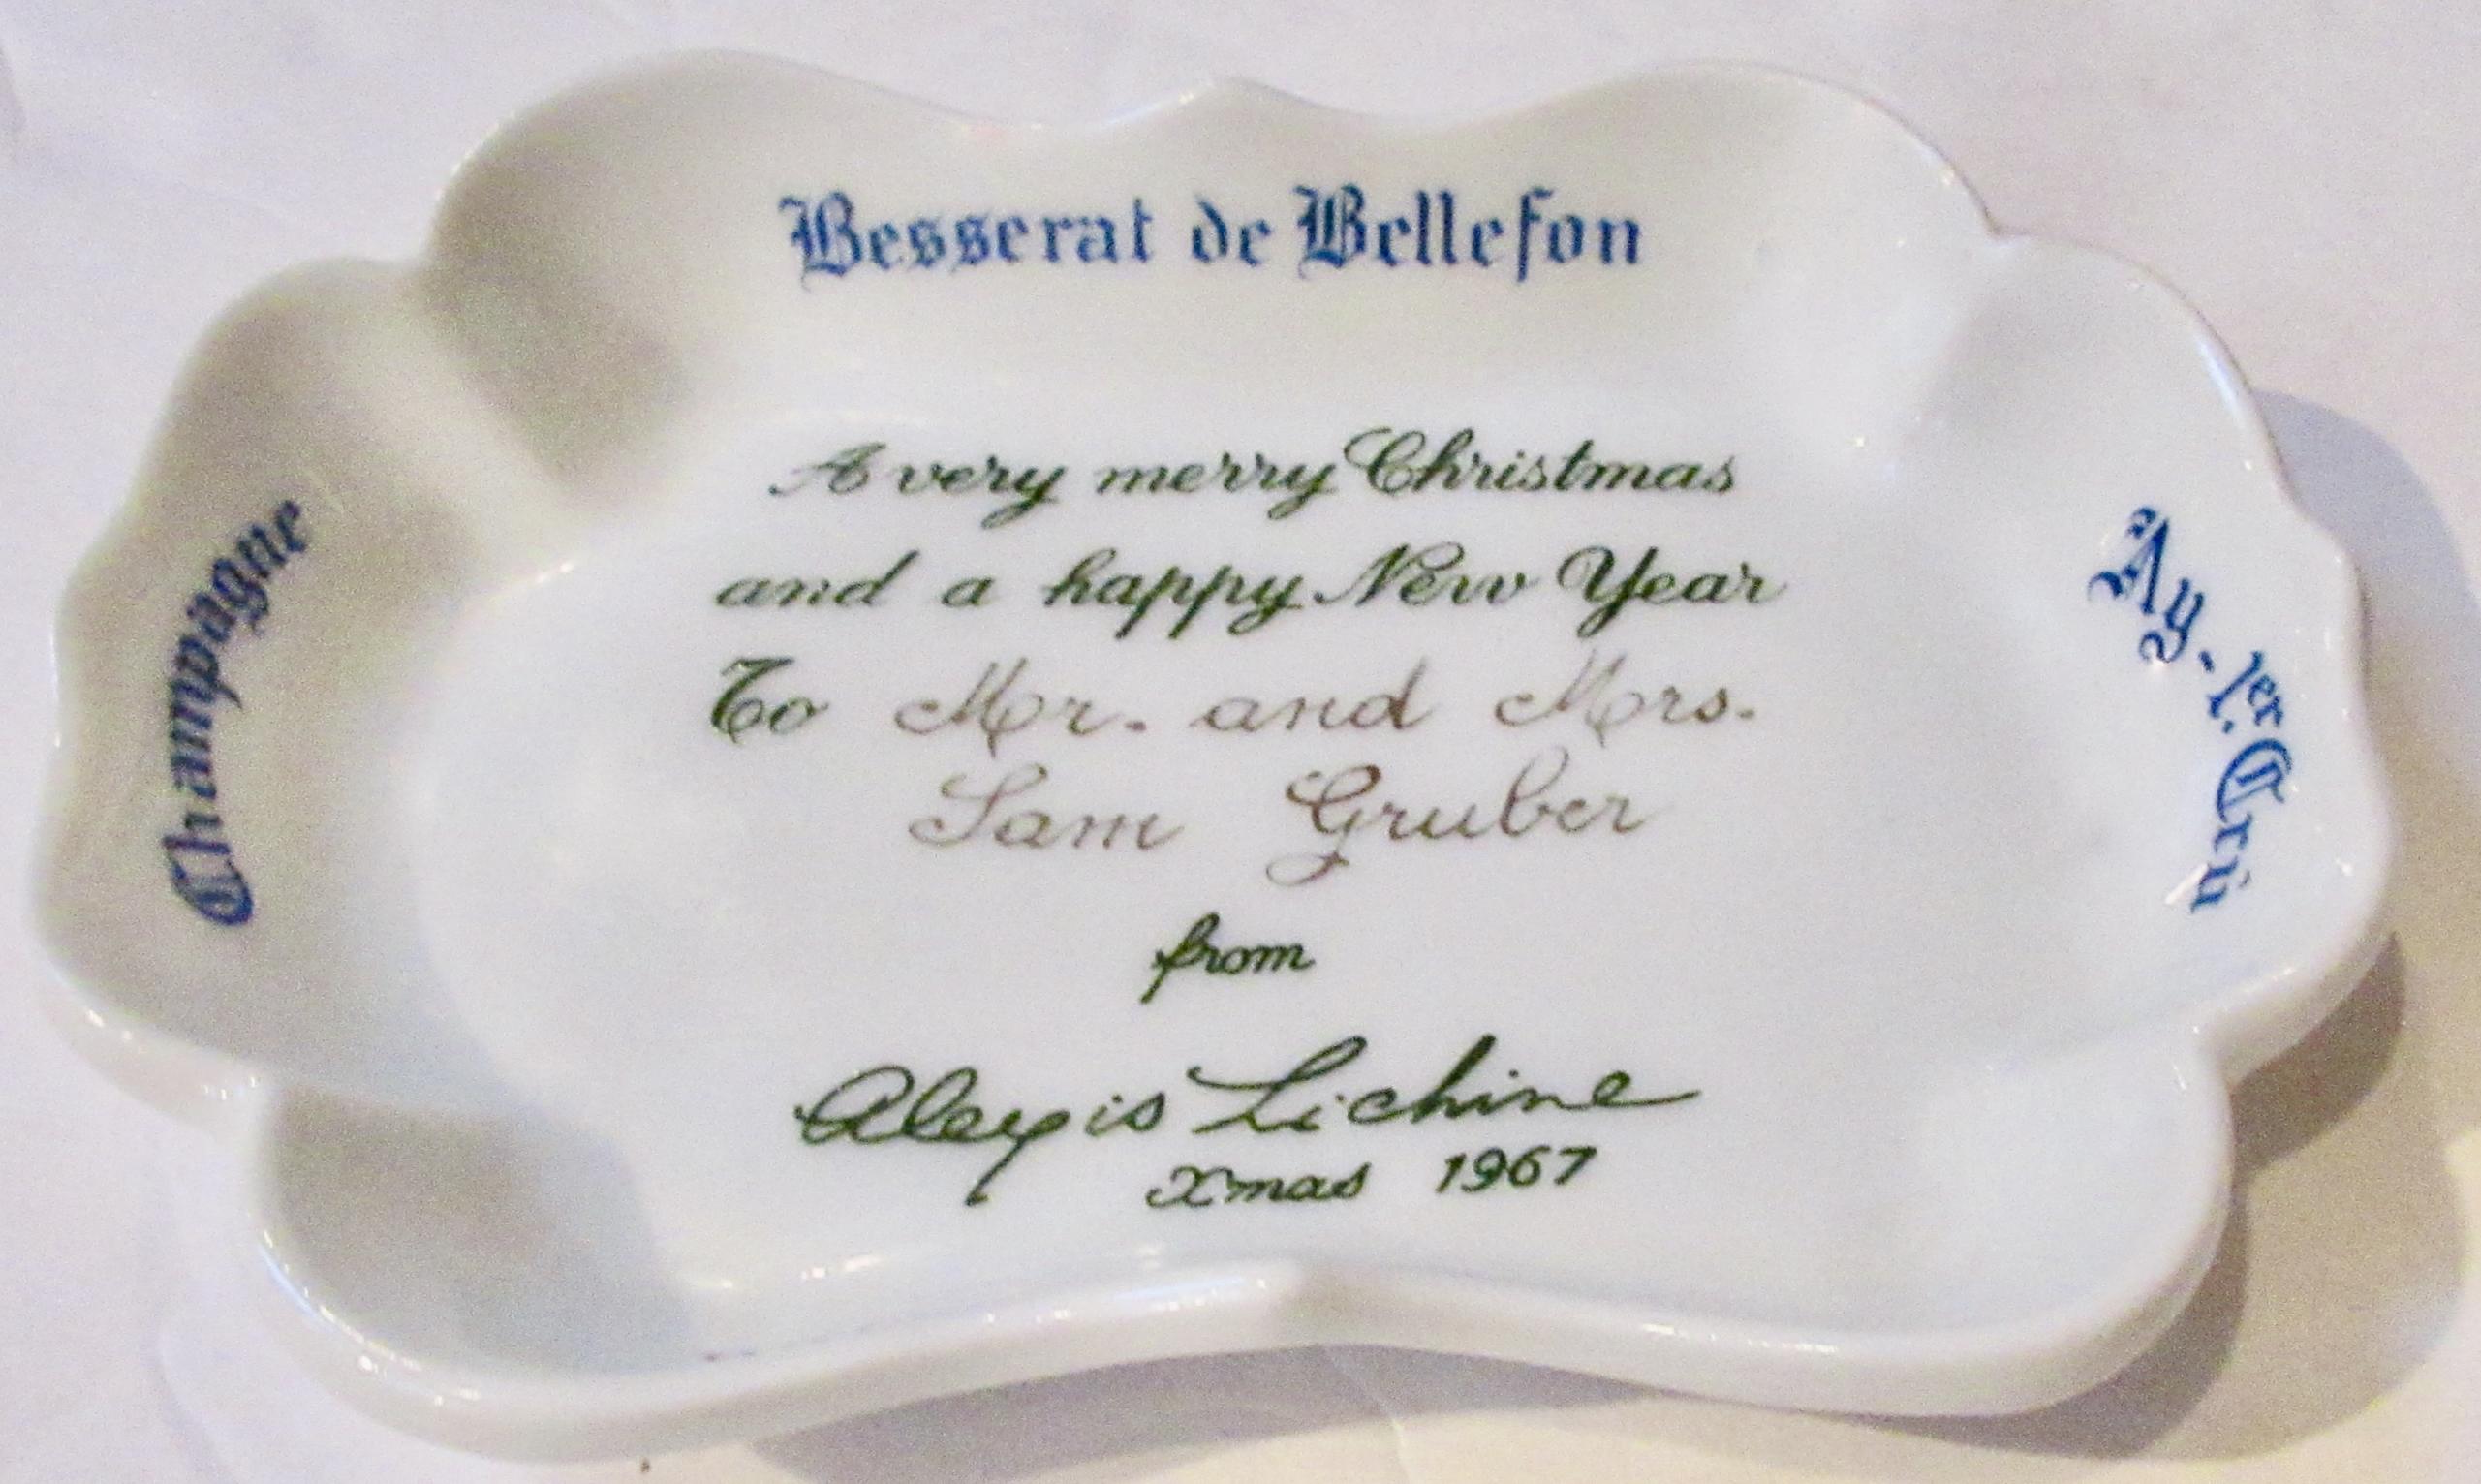 Besserat de Bellefon
Champagne
Ay - 1er. Crû
A very merry Christmas
and a happy New Year
To Mr. and Mrs.
Sam Gruber
from
Alexis Lichine
Xmas 1967